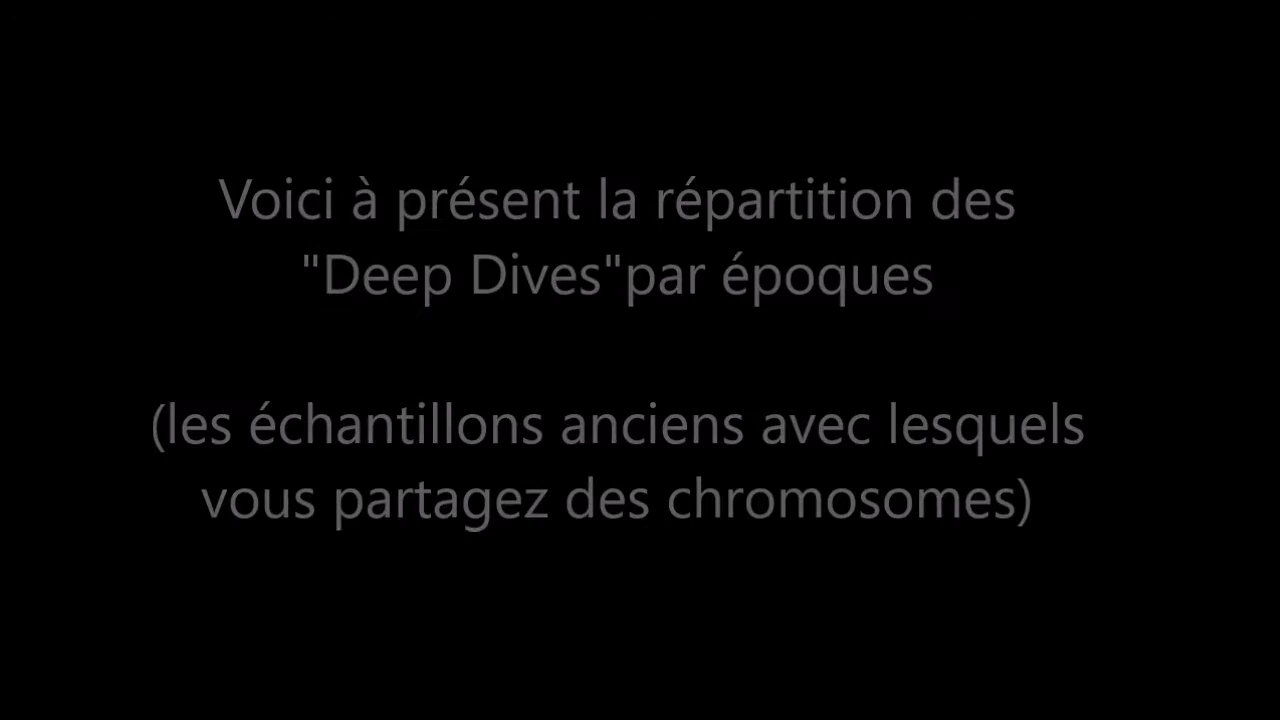 Voici à présent la répartition des
"Deep Dives"par époques
(les échantillons anciens avec lesquels
vous partagez des chromosomes)